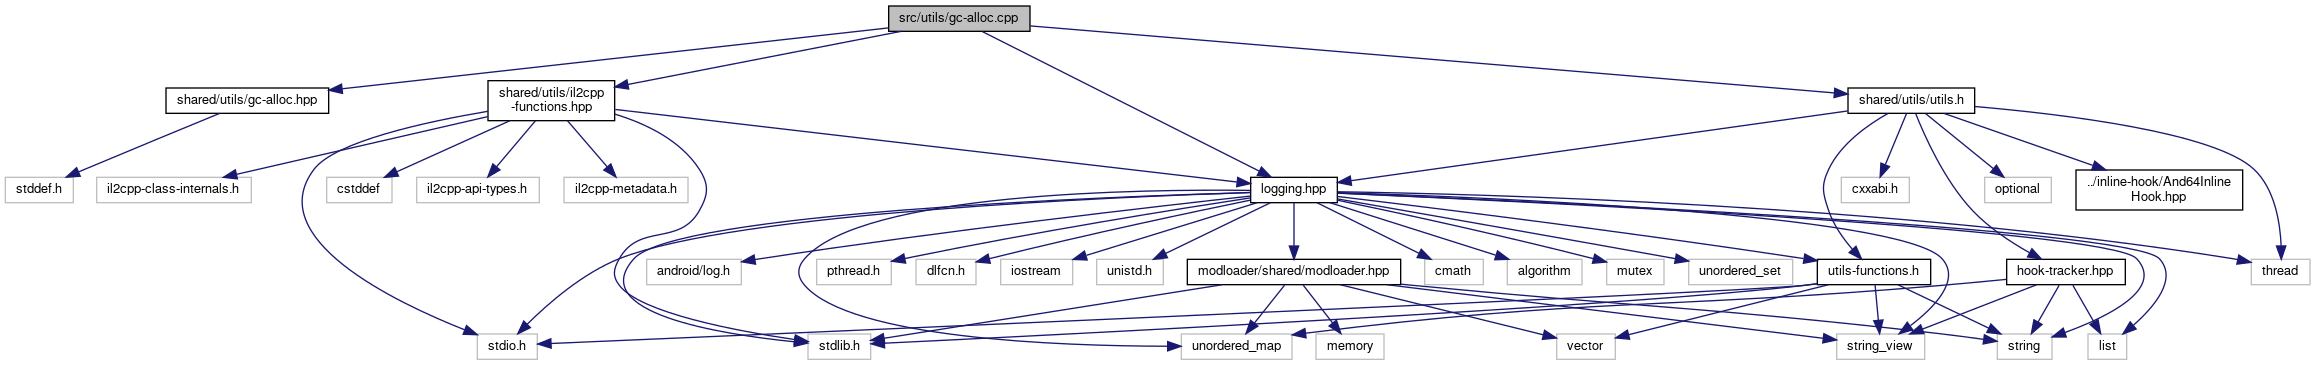 src/utils/gc-alloc.cpp
shared/utils/gc-alloc.hpp
shared/utils/il2cpp
-functions.hpp
shared/utils/utils.h
stddef.h
il2cpp-class-internals.h
cstddef
il2cpp-api-types.h
il2cpp-metadata.h
logging.hpp
cxxabi.h
optional
../inline-hook/And64Inline
Hook.hpp
android/log.h
pthread.h
dlfcn.h
iostream
unistd.h
modloader/shared/modloader.hpp
cmath
algorithm
mutex
unordered_set
utils-functions.h
hook-tracker.hpp
thread
stdio.h
stdlib.h
unordered_map
memory
vector
string_view
string
list